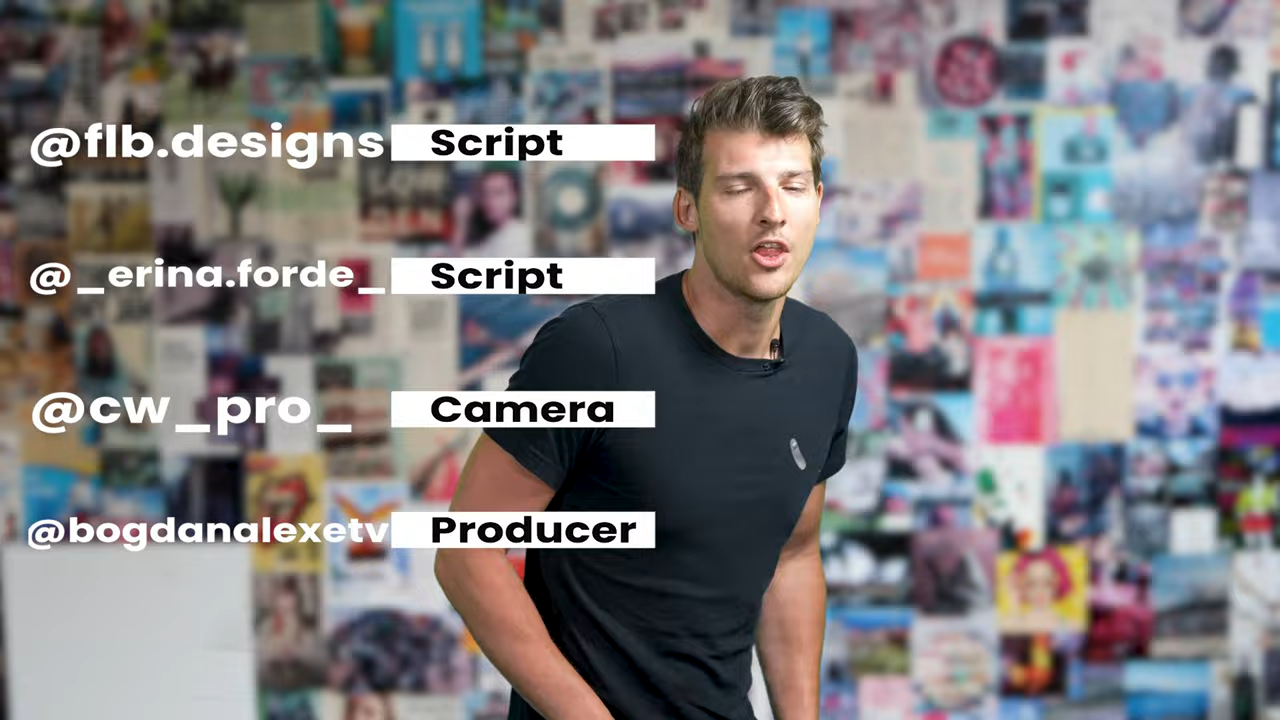 @flb.designs Script
@_erina.forde_ Script
@cw_pro_ Camera
@bogdanalexetv Producer